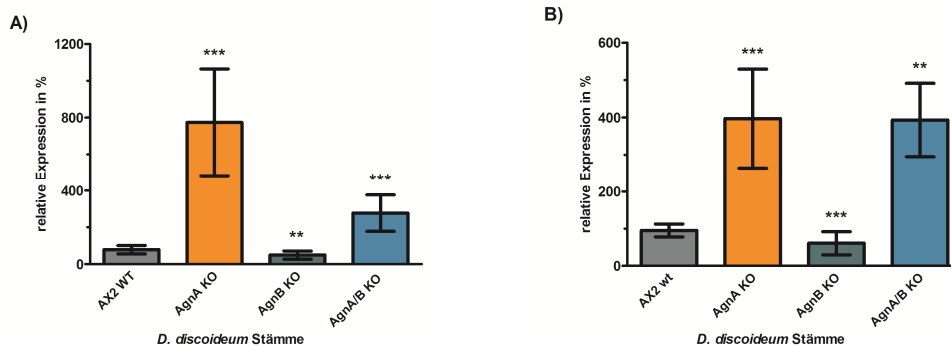 A)
relative Expression in %
1200
800
400
0
***
**
***
AX2 WT
AgnA KO
AgnB KO
AgnA/B KO
D. discoideum Stämme
B)
relative Expression in %
600
400
200
0
***
***
**
AX2 wt
AgnA KO
AgnB KO
AgnA/B KO
D. discoideum Stämme